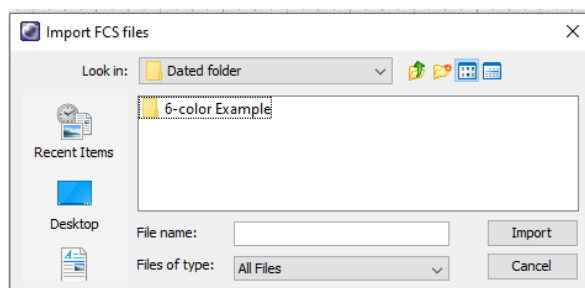 Import FCS files
Look in: Dated folder
6-color Example
Recent Items
Desktop
File name: Import
Files of type: All Files Cancel